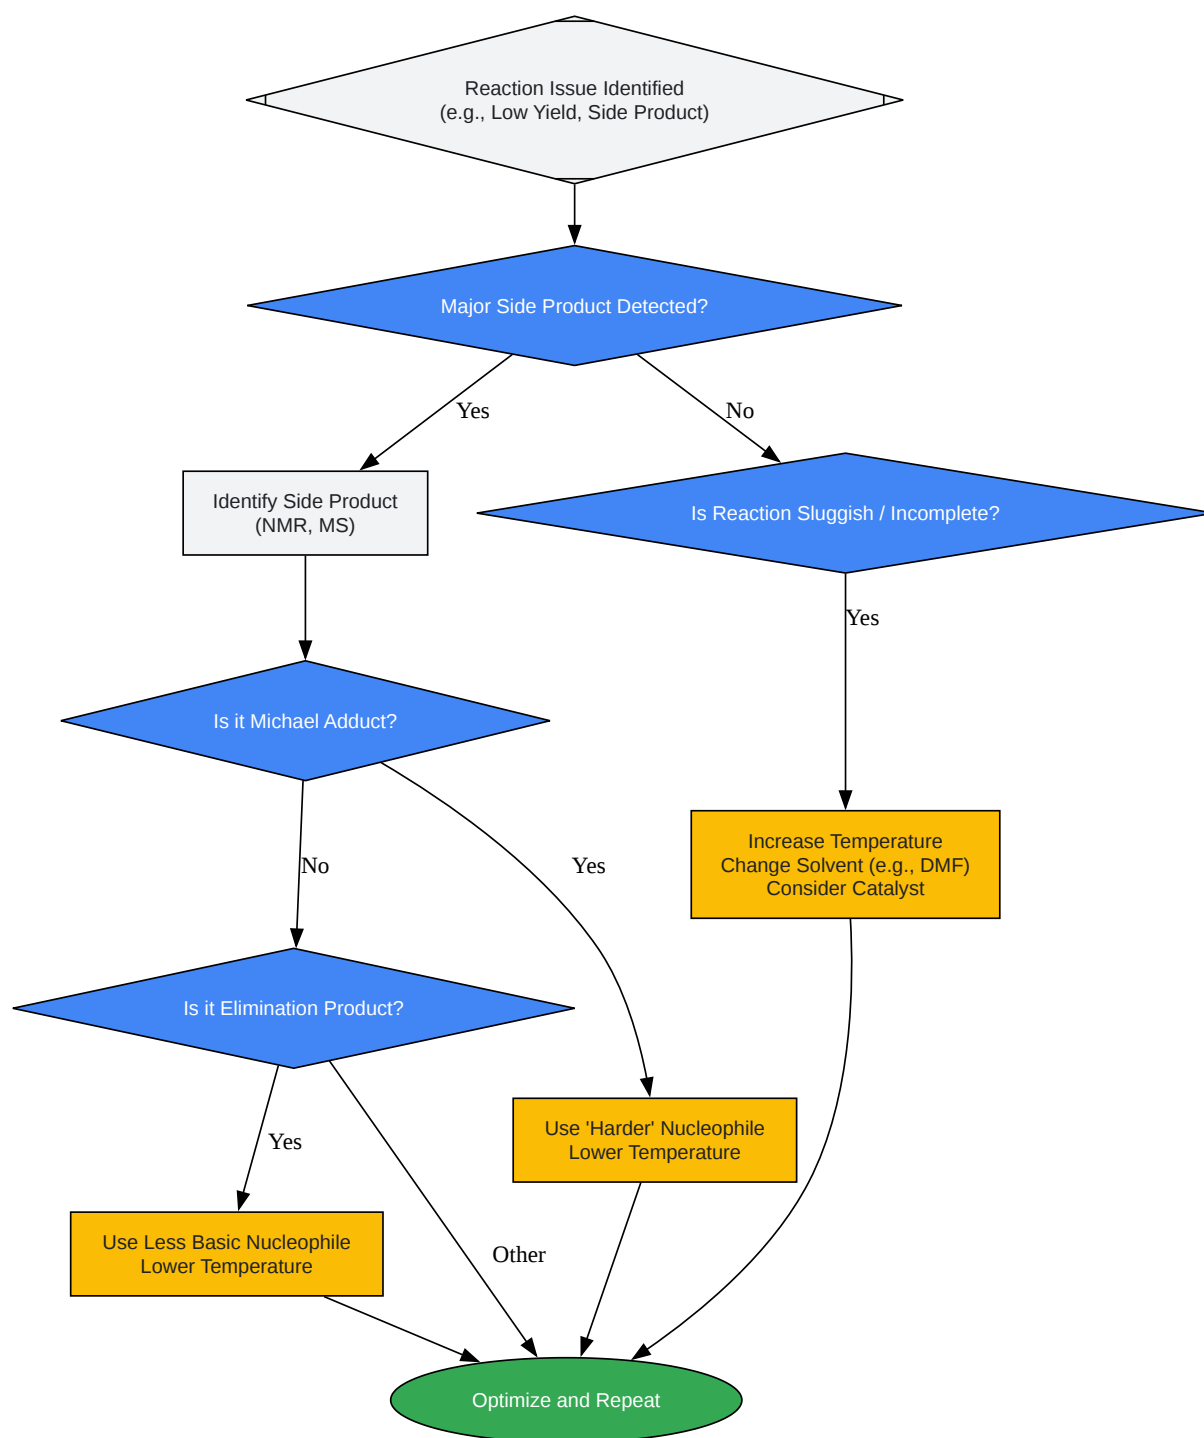 Reaction Issue Identified
(e.g., Low Yield, Side Product)
Major Side Product Detected?
Yes
No
Identify Side Product
(NMR, MS)
Is Reaction Sluggish / Incomplete?
Yes
Is it Michael Adduct?
Increase Temperature
Change Solvent (e.g., DMF)
Consider Catalyst
No
Yes
Is it Elimination Product?
Use 'Harder' Nucleophile
Lower Temperature
Yes
Use Less Basic Nucleophile
Lower Temperature
Other
Optimize and Repeat